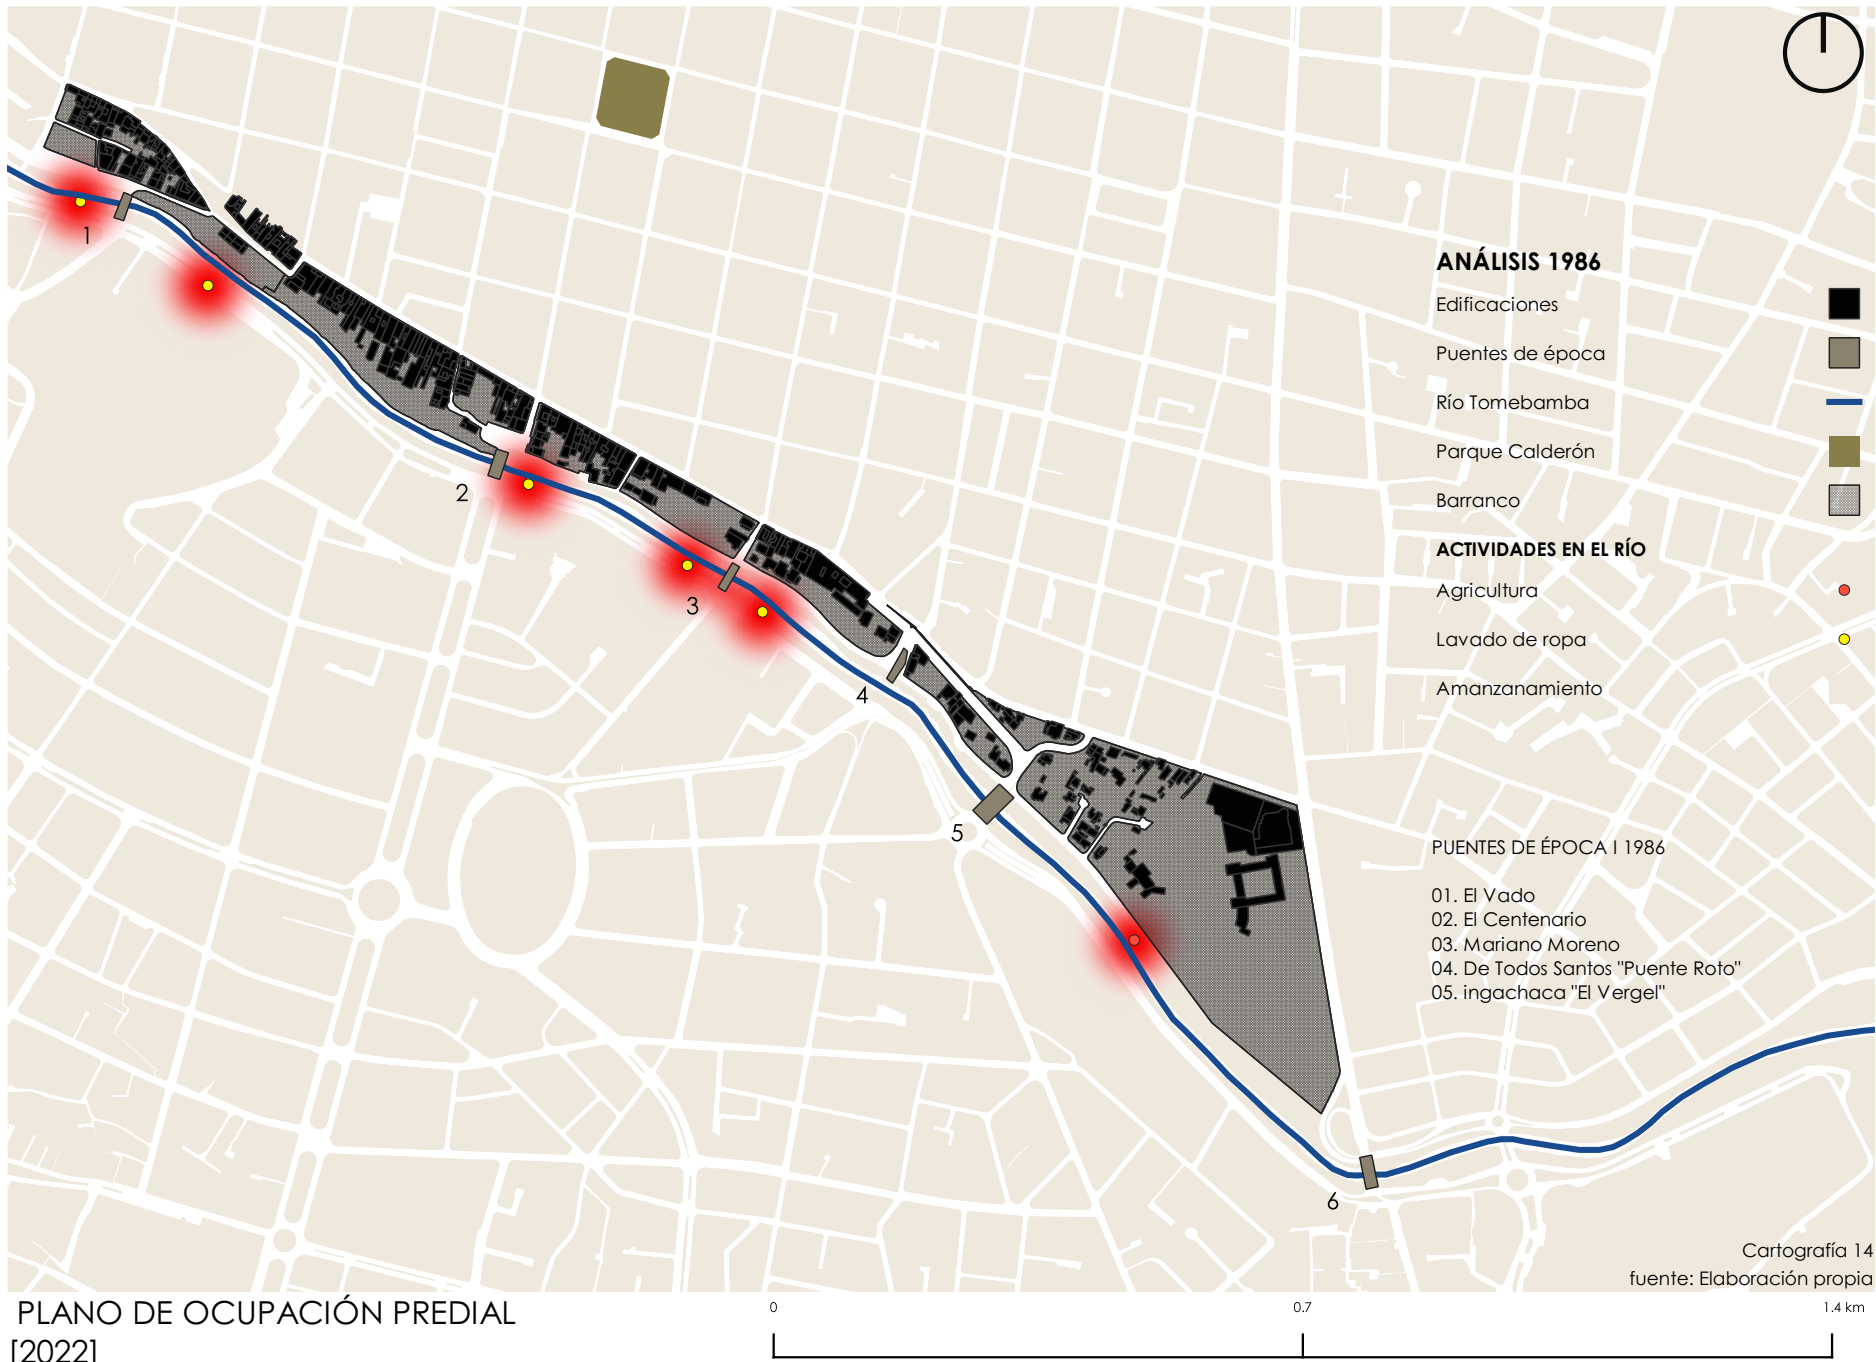 ANÁLISIS 1986
Edificaciones
Puentes de época
Río Tomebamba
Parque Calderón
Barranco
ACTIVIDADES EN EL RÍO
Agricultura
Lavado de ropa
Amanzanamiento
PUENTES DE ÉPOCA I 1986
01. El Vado
02. El Centenario
03. Mariano Moreno
04. De Todos Santos "Puente Roto"
05. ingachaca "El Vergel"
1
2
3
4
5
6
Cartografía 14
fuente: Elaboración propia
PLANO DE OCUPACIÓN PREDIAL
[2022]
0
0.7
1.4 km